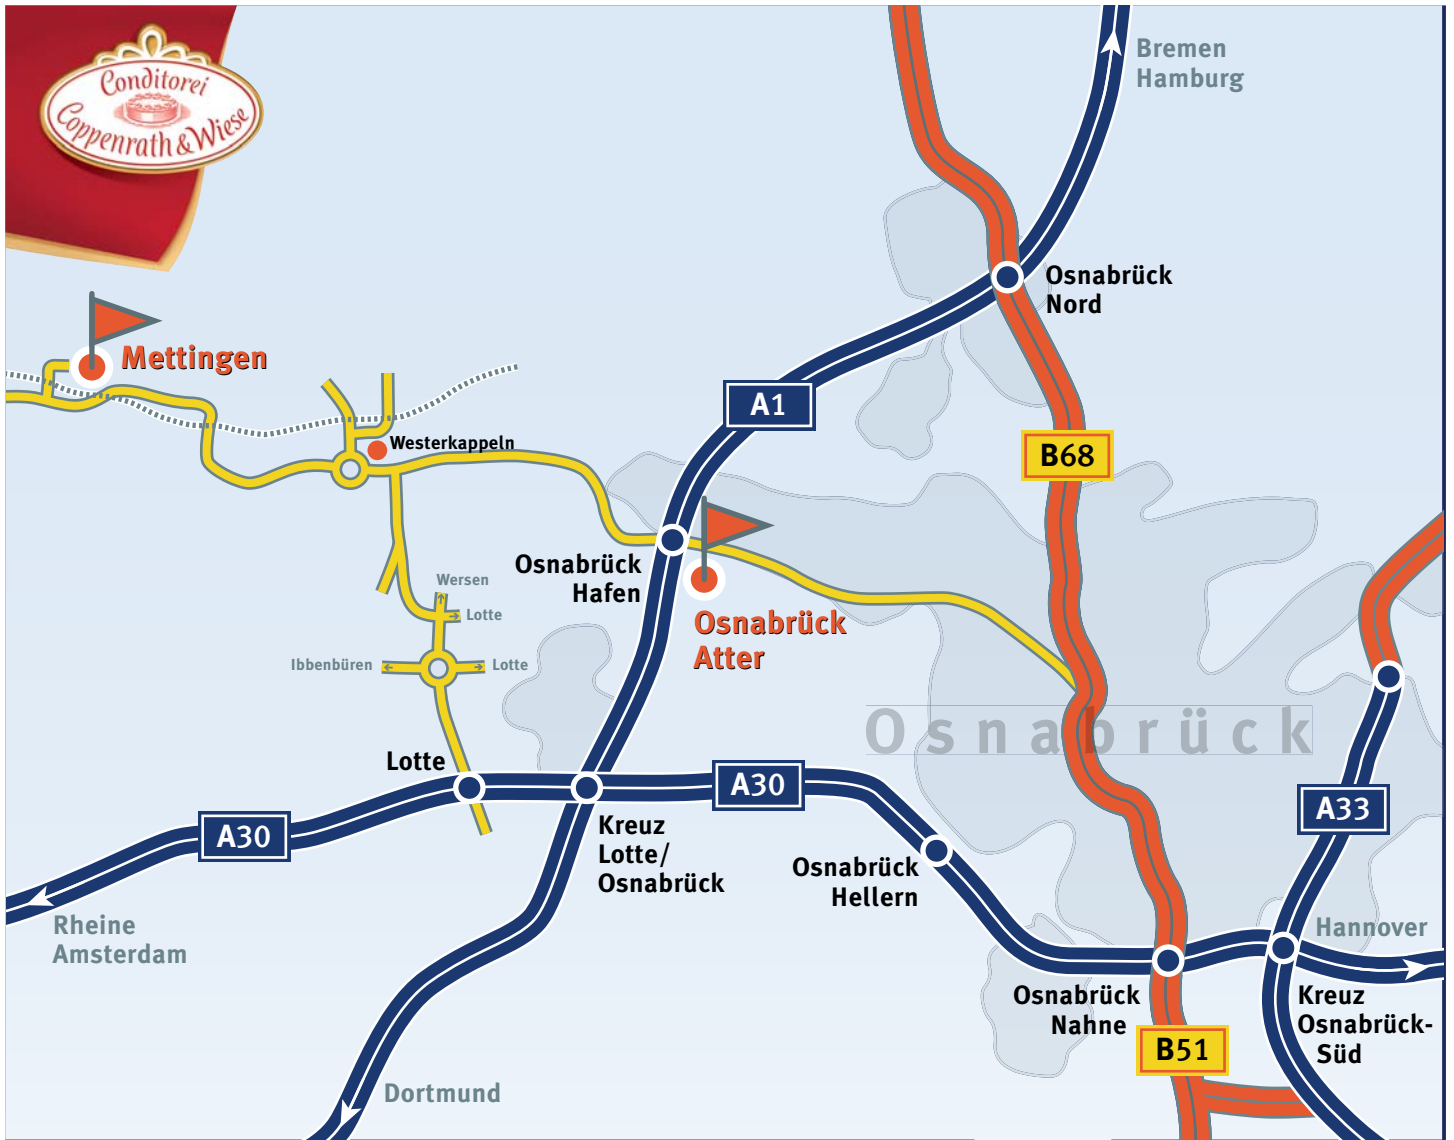 Conditorei
Coppenrath & Wiese
Bremen
Hamburg
Osnabrück
Nord
Mettingen
A1
Westerkappeln
B68
Osnabrück
Hafen
Wersen
Lotte
Osnabrück
Atter
Ibbenbüren
Lotte
Osnabrück
Lotte
A30
A30
A33
Kreuz
Lotte/
Osnabrück
Osnabrück
Hellern
Rheine
Amsterdam
Hannover
Osnabrück
Nahne
Kreuz
Osnabrück-
Süd
B51
Dortmund